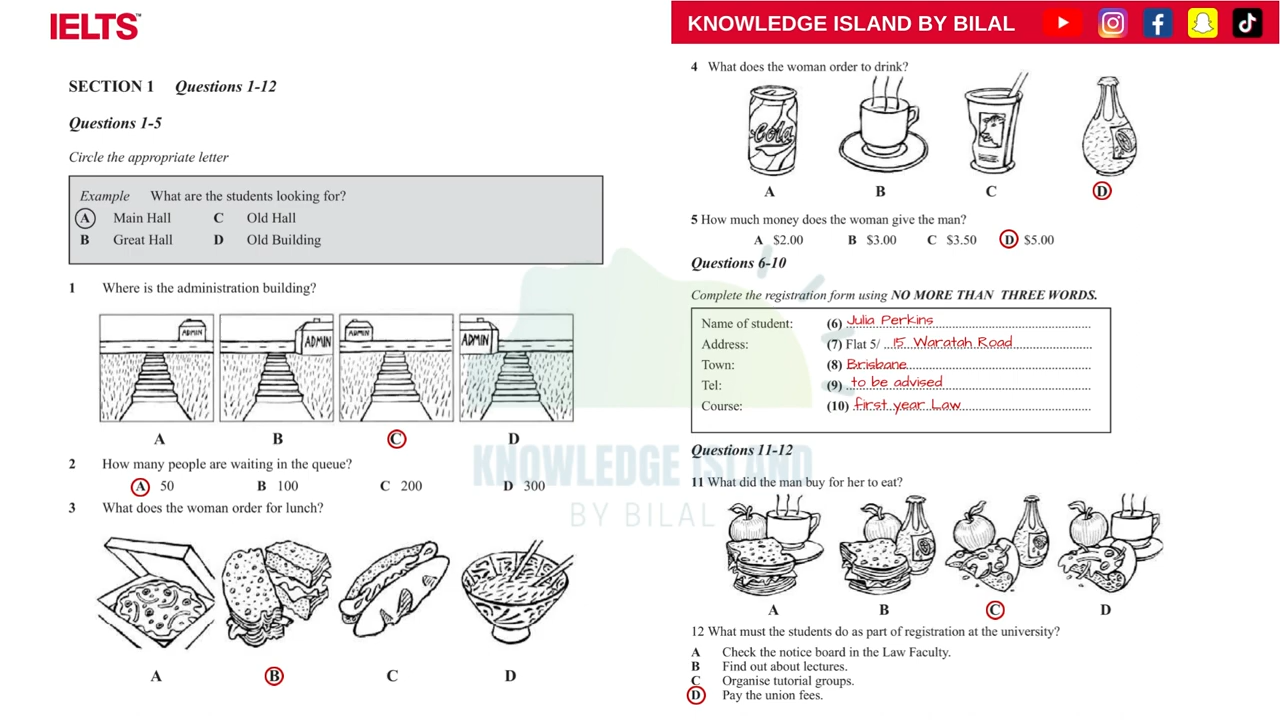 IELTS™
SECTION 1 Questions 1-12
Questions 1-5
Circle the appropriate letter
Example What are the students looking for?
A Main Hall C Old Hall
B Great Hall D Old Building
1 Where is the administration building?
ADMIN ADMIN ADMIN ADMIN
A B C D
2 How many people are waiting in the queue?
A 50 B 100 C 200 D 300
3 What does the woman order for lunch?
A B C D
KNOWLEDGE ISLAND BY BILAL
4 What does the woman order to drink?
Cola
A B C D
5 How much money does the woman give the man?
A $2.00 B $3.00 C $3.50 D $5.00
Questions 6-10
Complete the registration form using NO MORE THAN THREE WORDS.
Name of student: (6) Julia Perkins
Address: (7) Flat 5/ 15 Waratah Road
Town: (8) Brisbane
Tel: (9) to be advised
Course: (10) first year Law
Questions 11-12
11 What did the man buy for her to eat?
A B C D
12 What must the students do as part of registration at the university?
A Check the notice board in the Law Faculty.
B Find out about lectures.
C Organise tutorial groups.
D Pay the union fees.
KNOWLEDGE ISLAND
BY BILAL